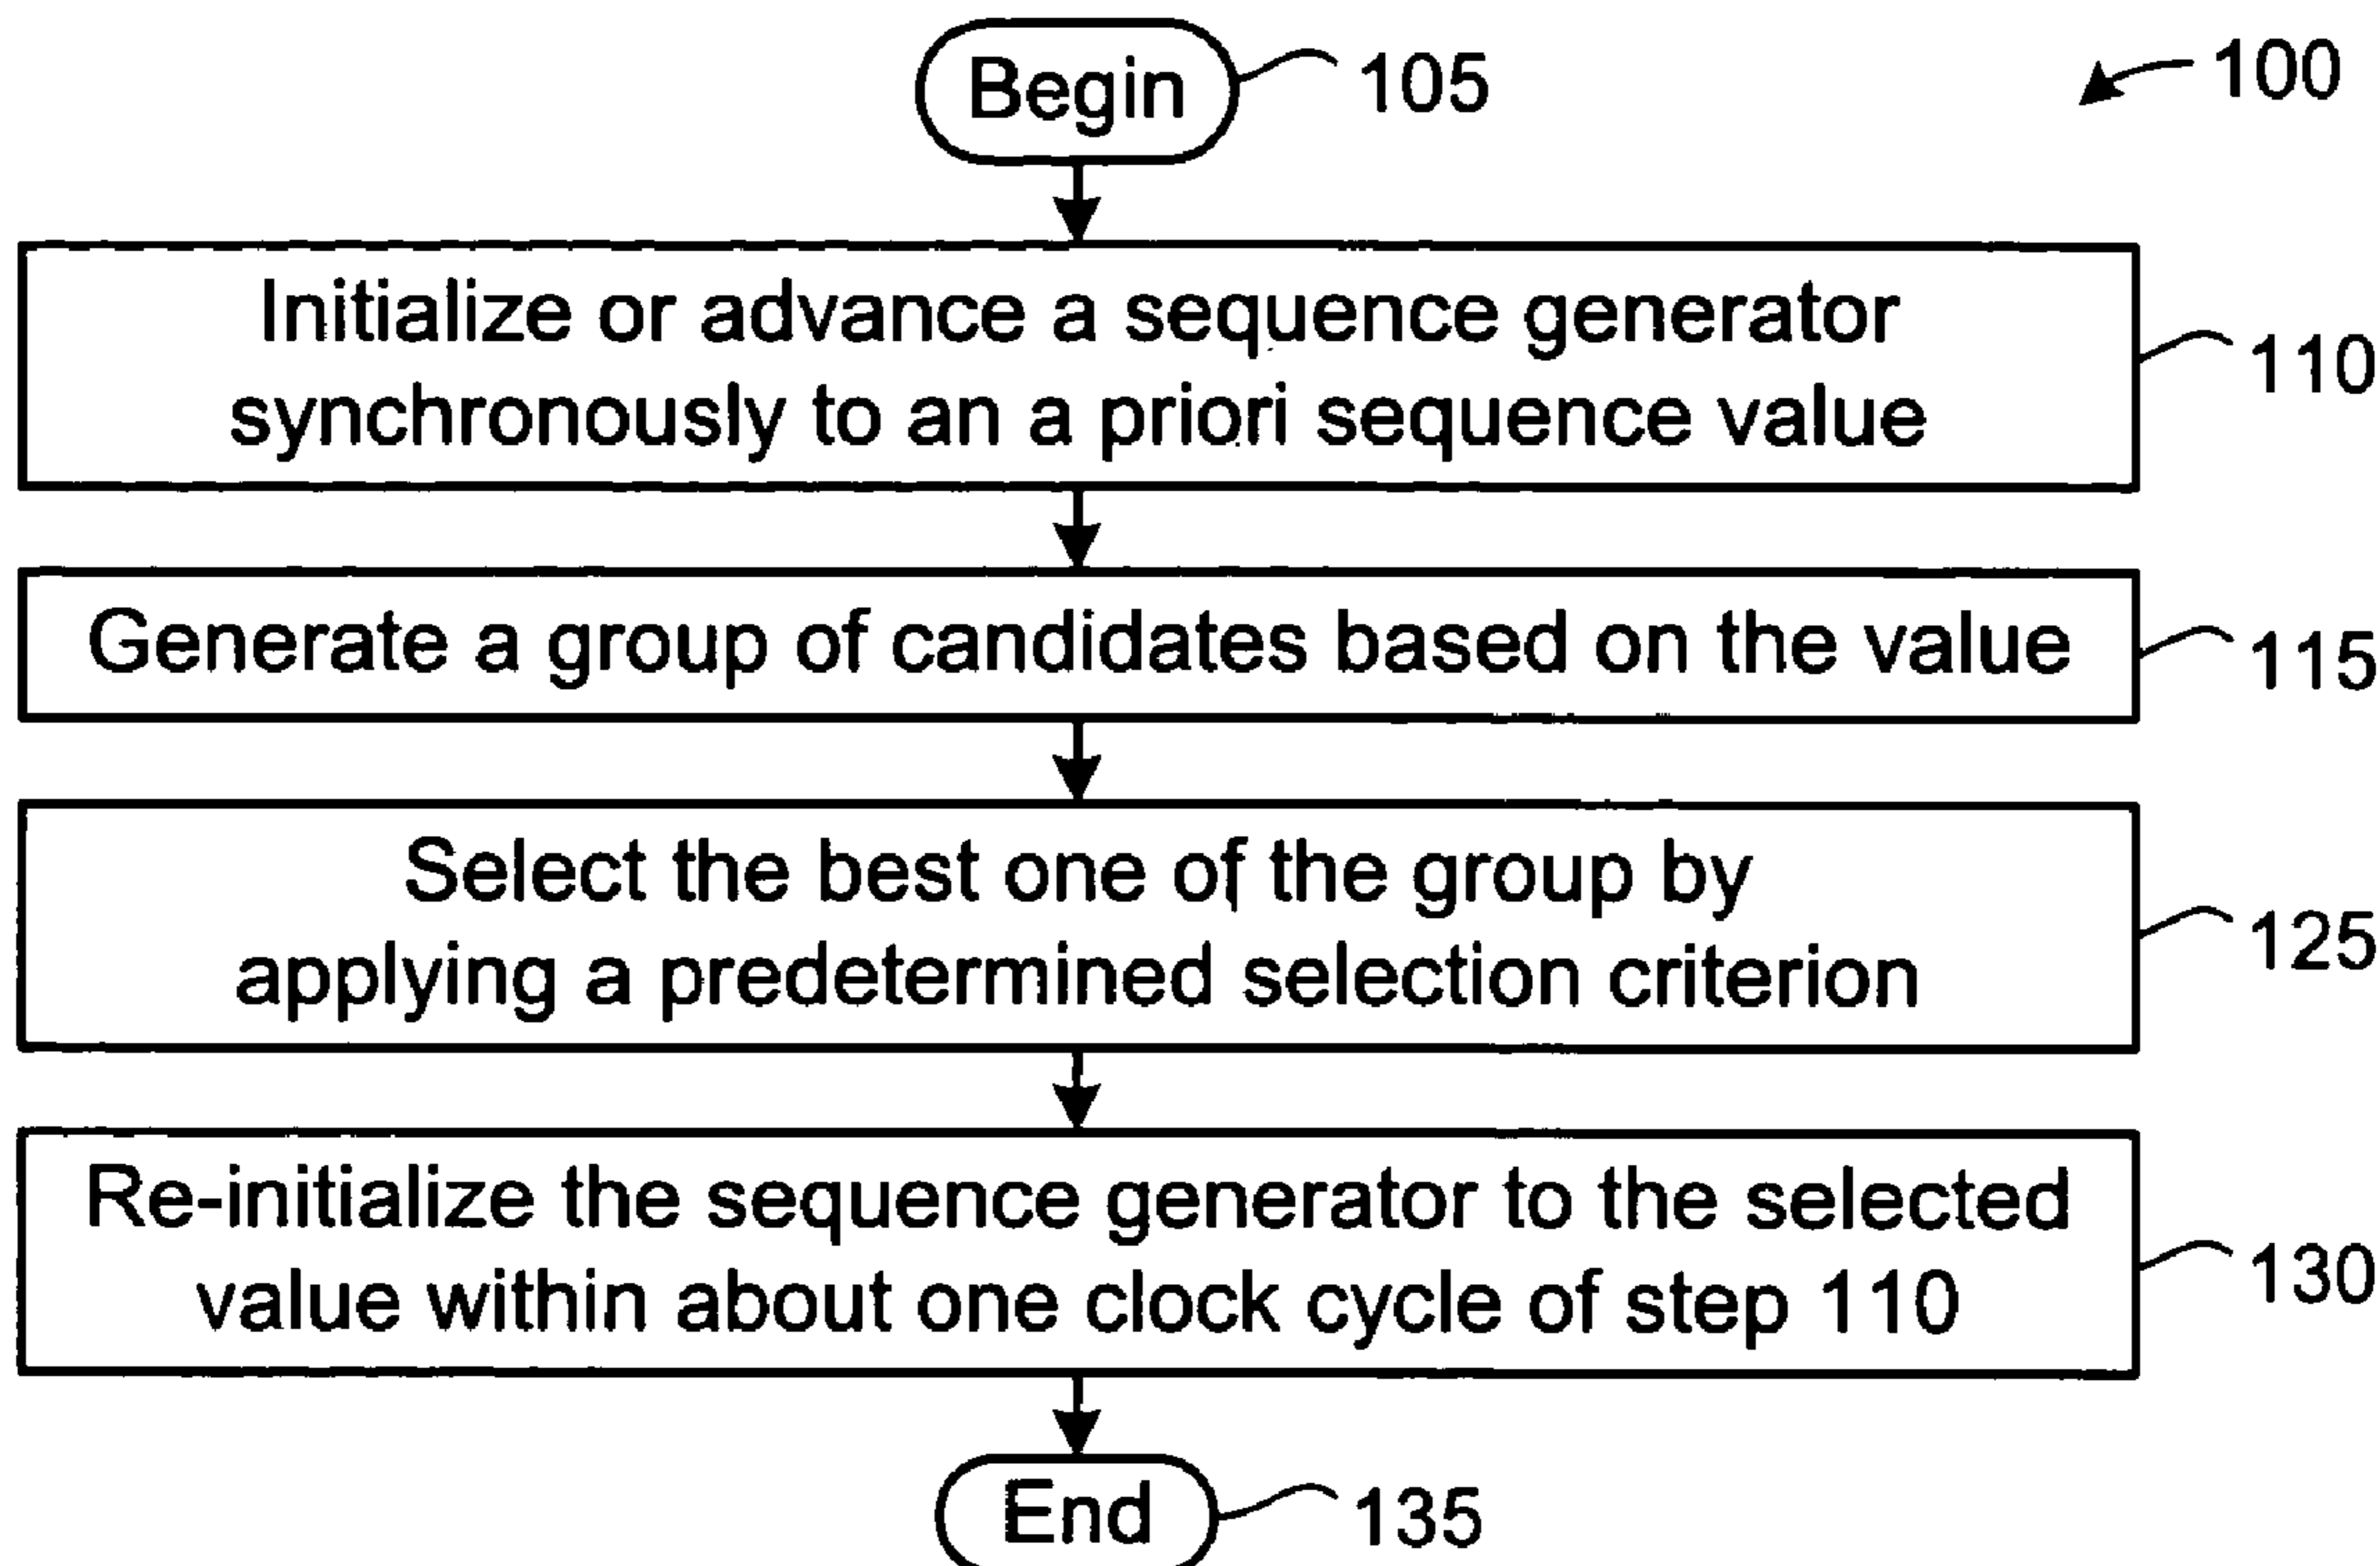 Begin
105
100
Initialize or advance a sequence generator
synchronously to an a priori sequence value
110
Generate a group of candidates based on the value
115
Select the best one of the group by
applying a predetermined selection criterion
125
Re-initialize the sequence generator to the selected
value within about one clock cycle of step 110
130
End
135